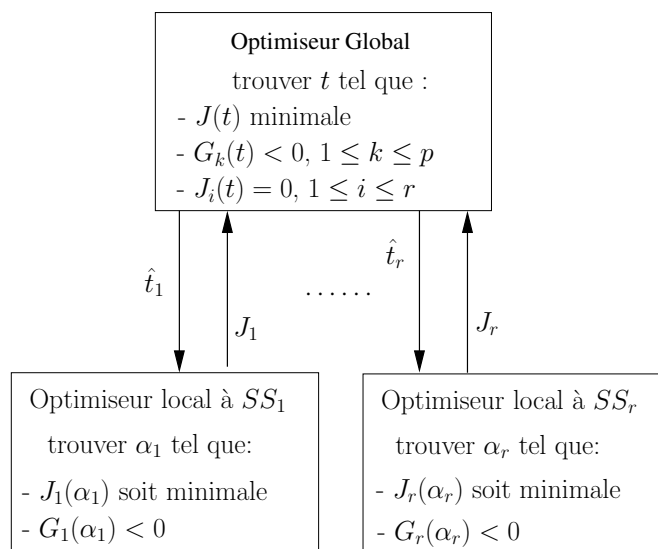 Optimiseur Global
trouver t tel que :
- J(t) minimale
- G_k(t) < 0, 1 ≤ k ≤ p
- J_i(t) = 0, 1 ≤ i ≤ r
t̂_1
J_1
......
t̂_r
J_r
Optimiseur local à SS_1
trouver α_1 tel que:
- J_1(α_1) soit minimale
- G_1(α_1) < 0
Optimiseur local à SS_r
trouver α_r tel que:
- J_r(α_r) soit minimale
- G_r(α_r) < 0